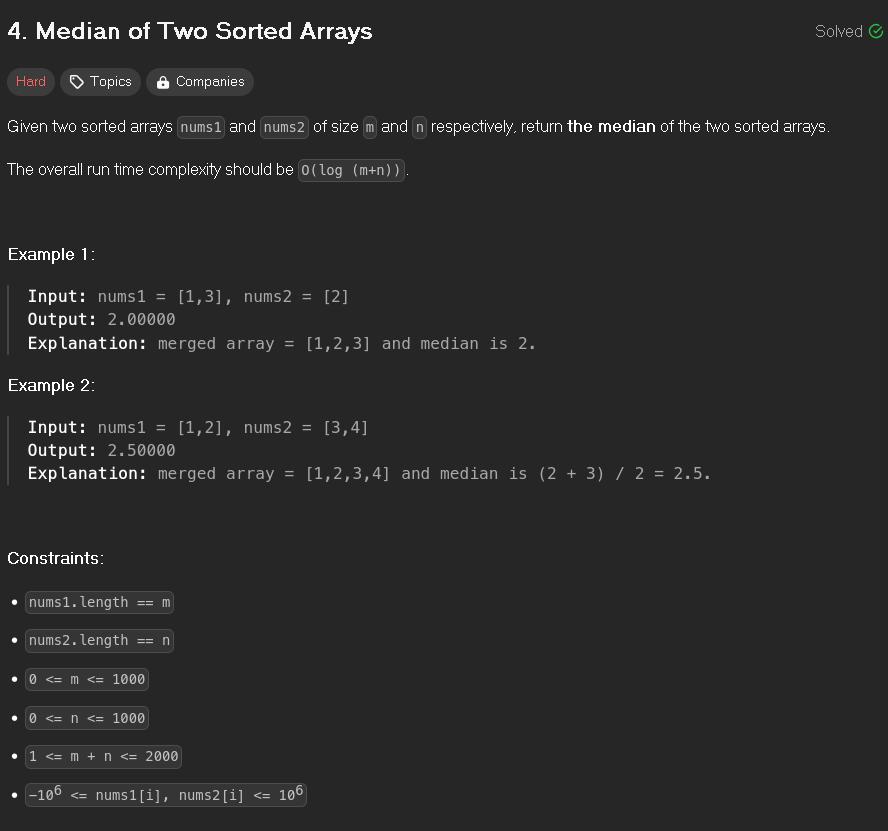 4. Median of Two Sorted Arrays
Solved
Hard Topics Companies
Given two sorted arrays nums1 and nums2 of size m and n respectively, return the median of the two sorted arrays.
The overall run time complexity should be O(log (m+n)).
Example 1:
Input: nums1 = [1,3], nums2 = [2]
Output: 2.00000
Explanation: merged array = [1,2,3] and median is 2.
Example 2:
Input: nums1 = [1,2], nums2 = [3,4]
Output: 2.50000
Explanation: merged array = [1,2,3,4] and median is (2 + 3) / 2 = 2.5.
Constraints:
• nums1.length == m
• nums2.length == n
• 0 <= m <= 1000
• 0 <= n <= 1000
• 1 <= m + n <= 2000
• -10⁶ <= nums1[i], nums2[i] <= 10⁶